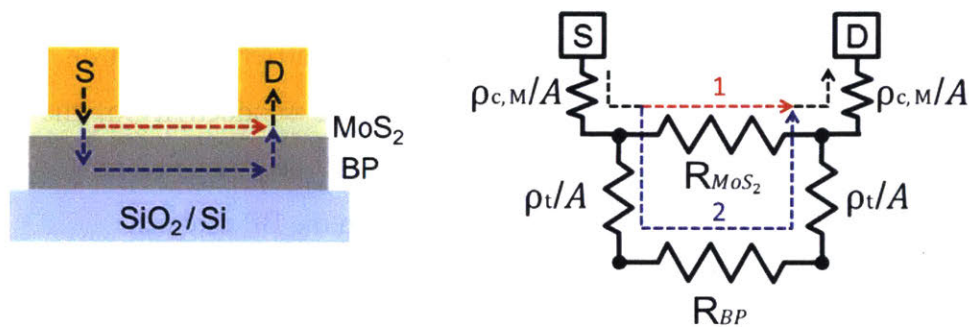 S
D
MoS₂
BP
SiO₂/Si
S
D
ρc,M/A
1
ρc,M/A
RMoS₂
ρt/A
ρt/A
2
RBP